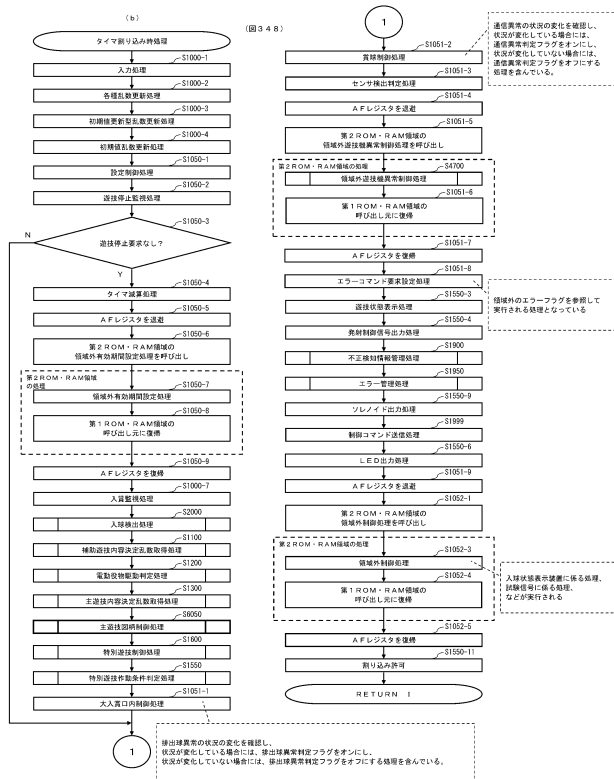 (b)
(図348)
タイマ割り込み時処理
S1000-1
入力処理
S1000-2
各種乱数更新処理
S1000-3
初期値更新型乱数更新処理
S1000-4
初期値乱数更新処理
S1050-1
設定制御処理
S1050-2
遊技停止監視処理
S1050-3
遊技停止要求なし?
N
Y
S1050-4
タイマ減算処理
S1050-5
AFレジスタを退避
S1050-6
第2ROM・RAM領域の
領域外有効期間設定処理を呼び出し
第2ROM・RAM領域
の処理
S1050-7
領域外有効期間設定処理
S1050-8
第1ROM・RAM領域の
呼び出し元に復帰
S1050-9
AFレジスタを復帰
S1000-7
入賞監視処理
S2000
入球検出処理
S1100
補助遊技内容決定乱数取得処理
S1200
電動役物駆動判定処理
S1300
主遊技内容決定乱数取得処理
S6050
主遊技図柄制御処理
S1600
特別遊技制御処理
S1550
特別遊技作動条件判定処理
S1051-1
大入賞口内制御処理
1
排出球異常の状況の変化を確認し、
状況が変化している場合には、排出球異常判定フラグをオンにし、
状況が変化していない場合には、排出球異常判定フラグをオフにする処理を含んでいる。
1
S1051-2
賞球制御処理
通信異常の状況の変化を確認し、
状況が変化している場合には、
通信異常判定フラグをオンにし、
状況が変化していない場合には、
通信異常判定フラグをオフにする
処理を含んでいる。
S1051-3
センサ検出判定処理
S1051-4
AFレジスタを退避
S1051-5
第2ROM・RAM領域の
領域外遊技機異常制御処理を呼び出し
第2ROM・RAM領域の処理
S4700
領域外遊技機異常制御処理
S1051-6
第1ROM・RAM領域の
呼び出し元に復帰
S1051-7
AFレジスタを復帰
S1051-8
エラーコマンド要求設定処理
領域外のエラーフラグを参照して
実行される処理となっている
S1550-3
遊技状態表示処理
S1550-4
発射制御信号出力処理
S1900
不正検知情報管理処理
S1950
エラー管理処理
S1550-9
ソレノイド出力処理
S1999
制御コマンド送信処理
S1550-6
LED出力処理
S1051-9
AFレジスタを退避
S1052-1
第2ROM・RAM領域の
領域外制御処理を呼び出し
第2ROM・RAM領域の処理
S1052-3
領域外制御処理
S1052-4
第1ROM・RAM領域の
呼び出し元に復帰
入球状態表示装置に係る処理、
試験信号に係る処理、
などが実行される
S1052-5
AFレジスタを復帰
S1550-11
割り込み許可
RETURN I